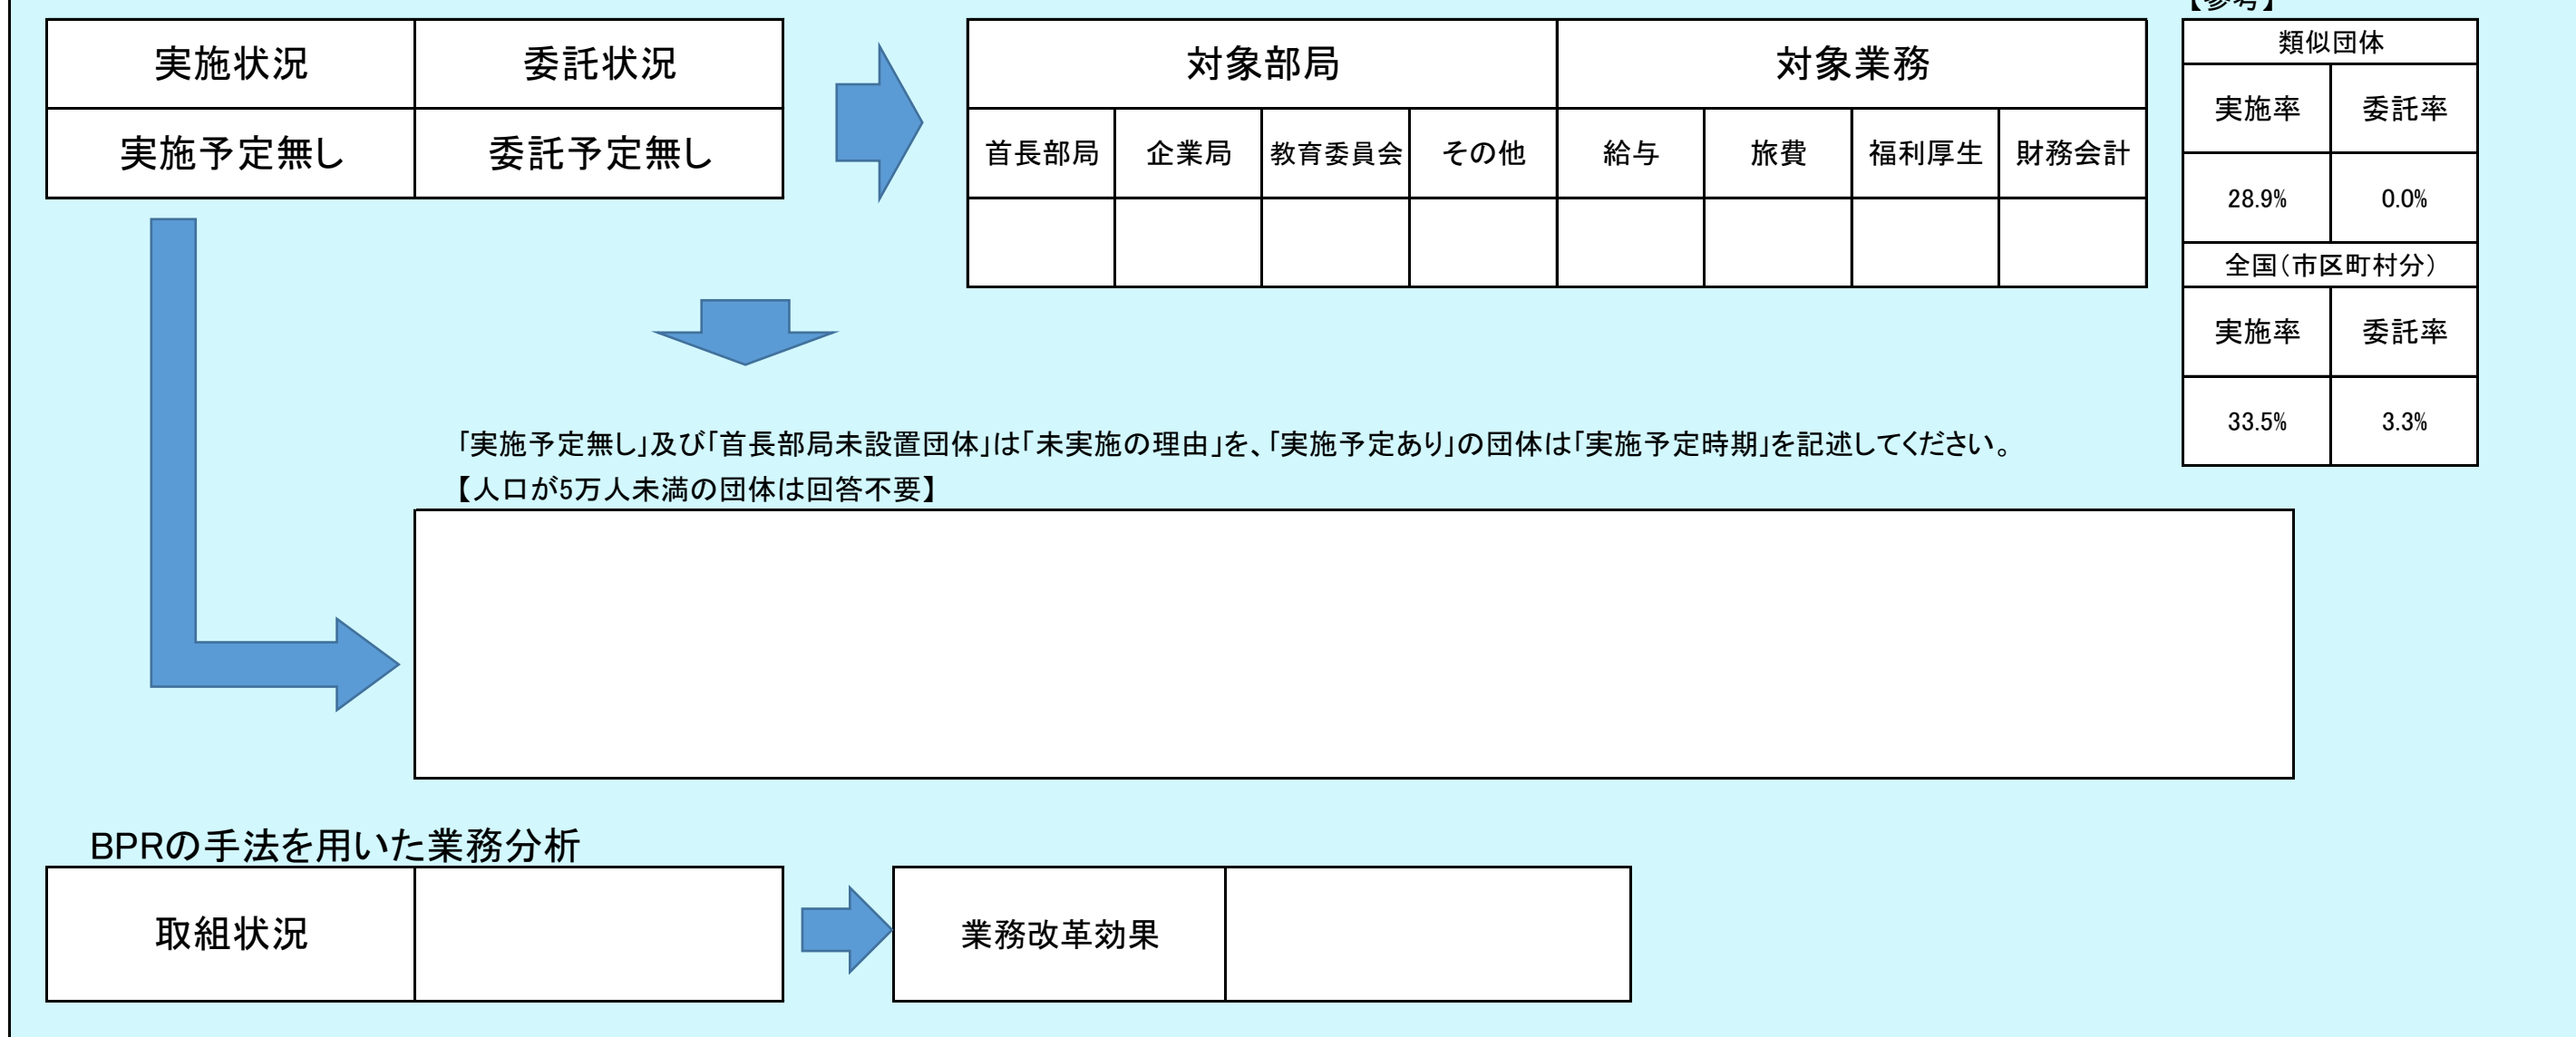 【参考】
実施状況 委託状況
実施予定無し 委託予定無し
対象部局 対象業務
首長部局 企業局 教育委員会 その他 給与 旅費 福利厚生 財務会計
類似団体
実施率 委託率
28.9% 0.0%
全国(市区町村分)
実施率 委託率
33.5% 3.3%
「実施予定無し」及び「首長部局未設置団体」は「未実施の理由」を、「実施予定あり」の団体は「実施予定時期」を記述してください。
【人口が5万人未満の団体は回答不要】
BPRの手法を用いた業務分析
取組状況
業務改革効果